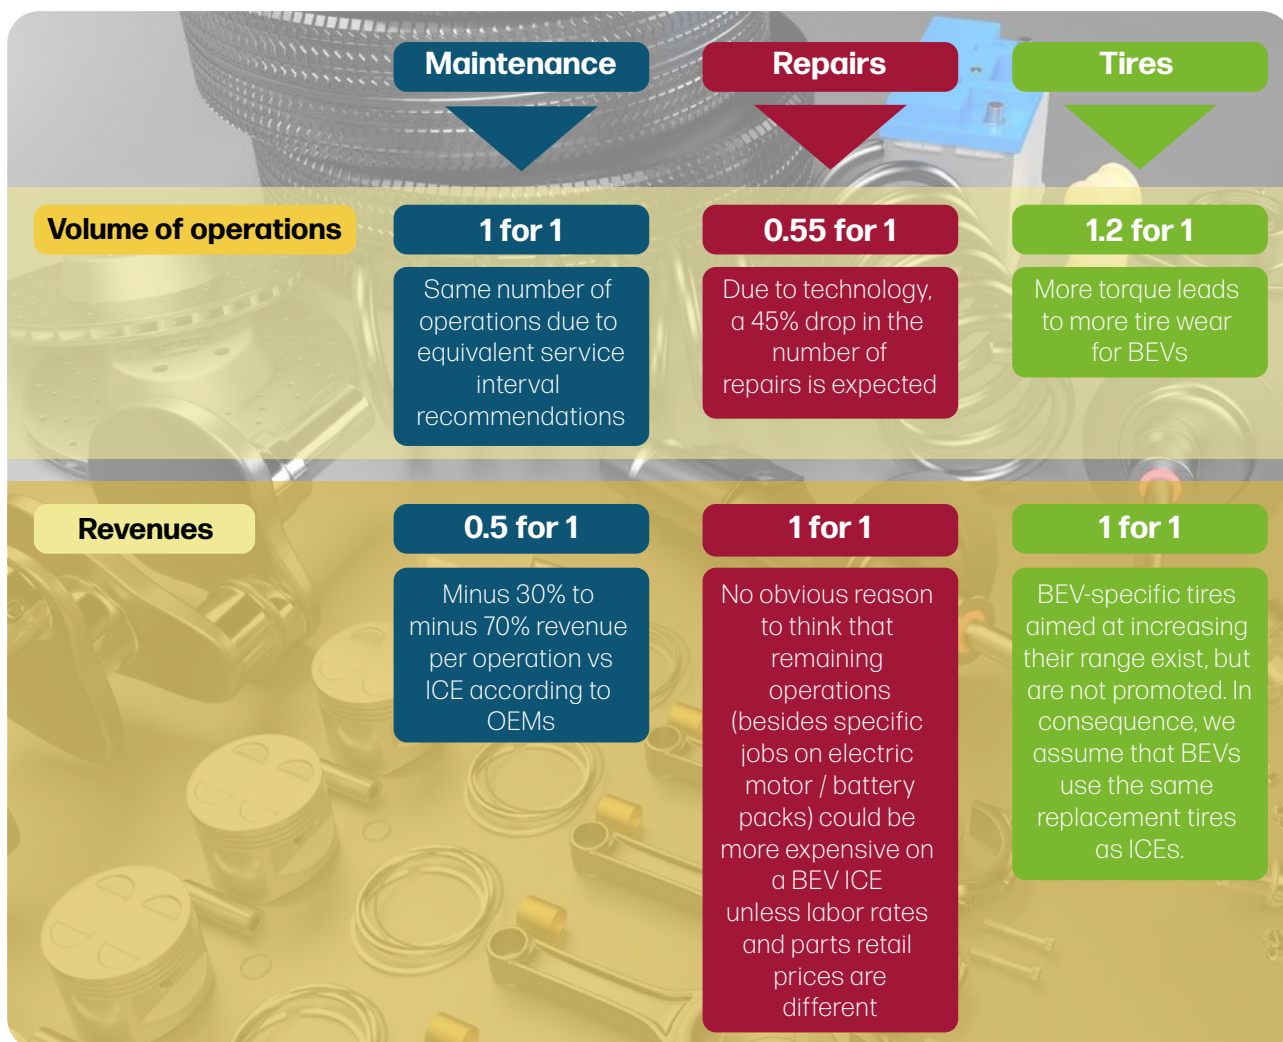 Maintenance
Repairs
Tires
Volume of operations
1 for 1
Same number of
operations due to
equivalent service
interval
recommendations
0.55 for 1
Due to technology,
a 45% drop in the
number of
repairs is expected
1.2 for 1
More torque leads
to more tire wear
for BEVs
Revenues
0.5 for 1
Minus 30% to
minus 70% revenue
per operation vs
ICE according to
OEMs
1 for 1
No obvious reason
to think that
remaining
operations
(besides specific
jobs on electric
motor / battery
packs) could be
more expensive on
a BEV ICE
unless labor rates
and parts retail
prices are
different
1 for 1
BEV-specific tires
aimed at increasing
their range exist, but
are not promoted. In
consequence, we
assume that BEVs
use the same
replacement tires
as ICEs.